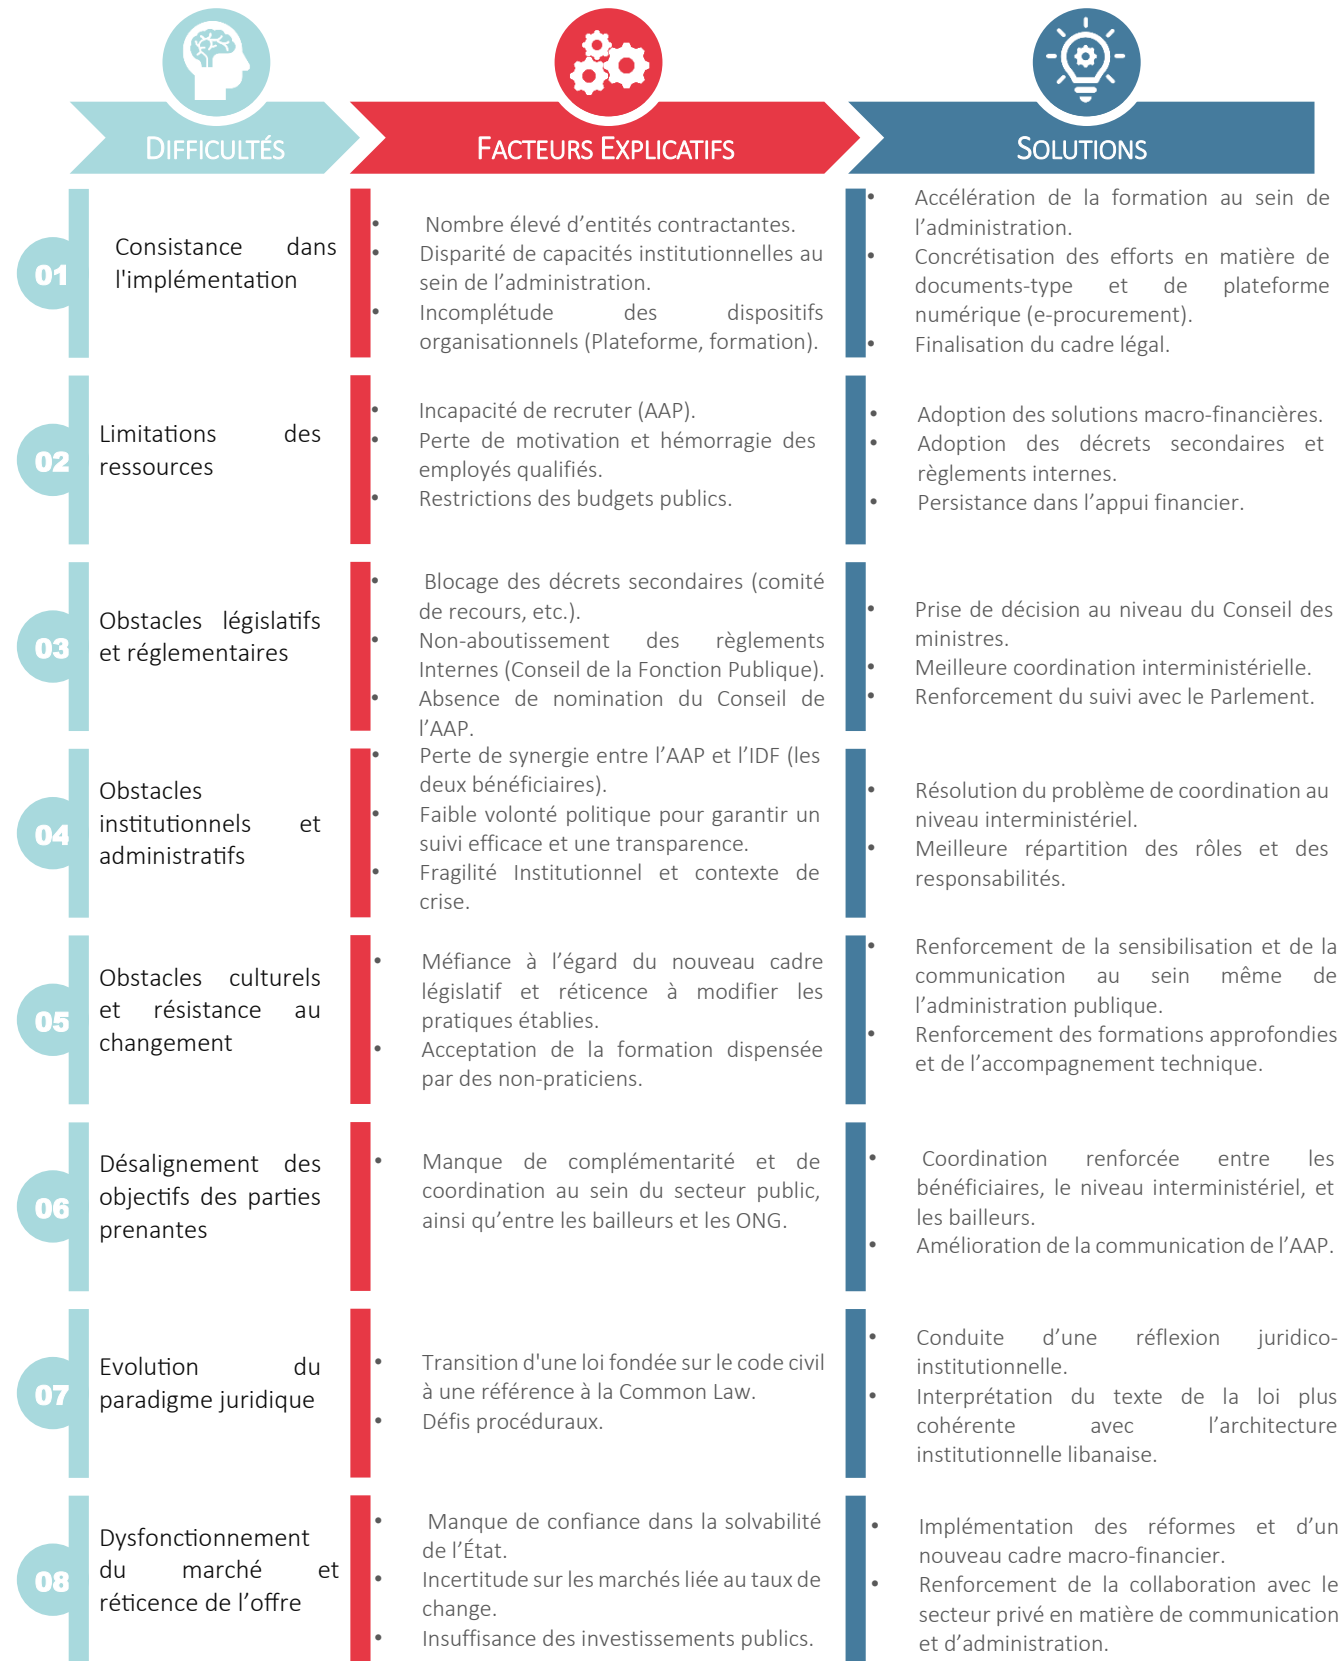 DIFFICULTÉS
FACTEURS EXPLICATIFS
SOLUTIONS
01
Consistance dans
l'implémentation
• Nombre élevé d’entités contractantes.
• Disparité de capacités institutionnelles au
sein de l’administration.
• Incomplétude des dispositifs
organisationnels (Plateforme, formation).
• Accélération de la formation au sein de
l’administration.
• Concrétisation des efforts en matière de
documents-type et de plateforme
numérique (e-procurement).
• Finalisation du cadre légal.
02
Limitations des
ressources
• Incapacité de recruter (AAP).
• Perte de motivation et hémorragie des
employés qualifiés.
• Restrictions des budgets publics.
• Adoption des solutions macro-financières.
• Adoption des décrets secondaires et
règlements internes.
• Persistance dans l’appui financier.
03
Obstacles législatifs
et réglementaires
• Blocage des décrets secondaires (comité
de recours, etc.).
• Non-aboutissement des règlements
Internes (Conseil de la Fonction Publique).
• Absence de nomination du Conseil de
l’AAP.
• Prise de décision au niveau du Conseil des
ministres.
• Meilleure coordination interministérielle.
• Renforcement du suivi avec le Parlement.
04
Obstacles
institutionnels et
administratifs
• Perte de synergie entre l’AAP et l’IDF (les
deux bénéficiaires).
• Faible volonté politique pour garantir un
suivi efficace et une transparence.
• Fragilité Institutionnel et contexte de
crise.
• Résolution du problème de coordination au
niveau interministériel.
• Meilleure répartition des rôles et des
responsabilités.
05
Obstacles culturels
et résistance au
changement
• Méfiance à l’égard du nouveau cadre
législatif et réticence à modifier les
pratiques établies.
• Acceptation de la formation dispensée
par des non-praticiens.
• Renforcement de la sensibilisation et de la
communication au sein même de
l’administration publique.
• Renforcement des formations approfondies
et de l’accompagnement technique.
06
Désalignement des
objectifs des parties
prenantes
• Manque de complémentarité et de
coordination au sein du secteur public,
ainsi qu’entre les bailleurs et les ONG.
• Coordination renforcée entre les
bénéficiaires, le niveau interministériel, et
les bailleurs.
• Amélioration de la communication de l’AAP.
07
Evolution du
paradigme juridique
• Transition d'une loi fondée sur le code civil
à une référence à la Common Law.
• Défis procéduraux.
• Conduite d’une réflexion juridico-
institutionnelle.
• Interprétation du texte de la loi plus
cohérente avec l’architecture
institutionnelle libanaise.
08
Dysfonctionnement
du marché et
réticence de l’offre
• Manque de confiance dans la solvabilité
de l’État.
• Incertitude sur les marchés liée au taux de
change.
• Insuffisance des investissements publics.
• Implémentation des réformes et d’un
nouveau cadre macro-financier.
• Renforcement de la collaboration avec le
secteur privé en matière de communication
et d’administration.